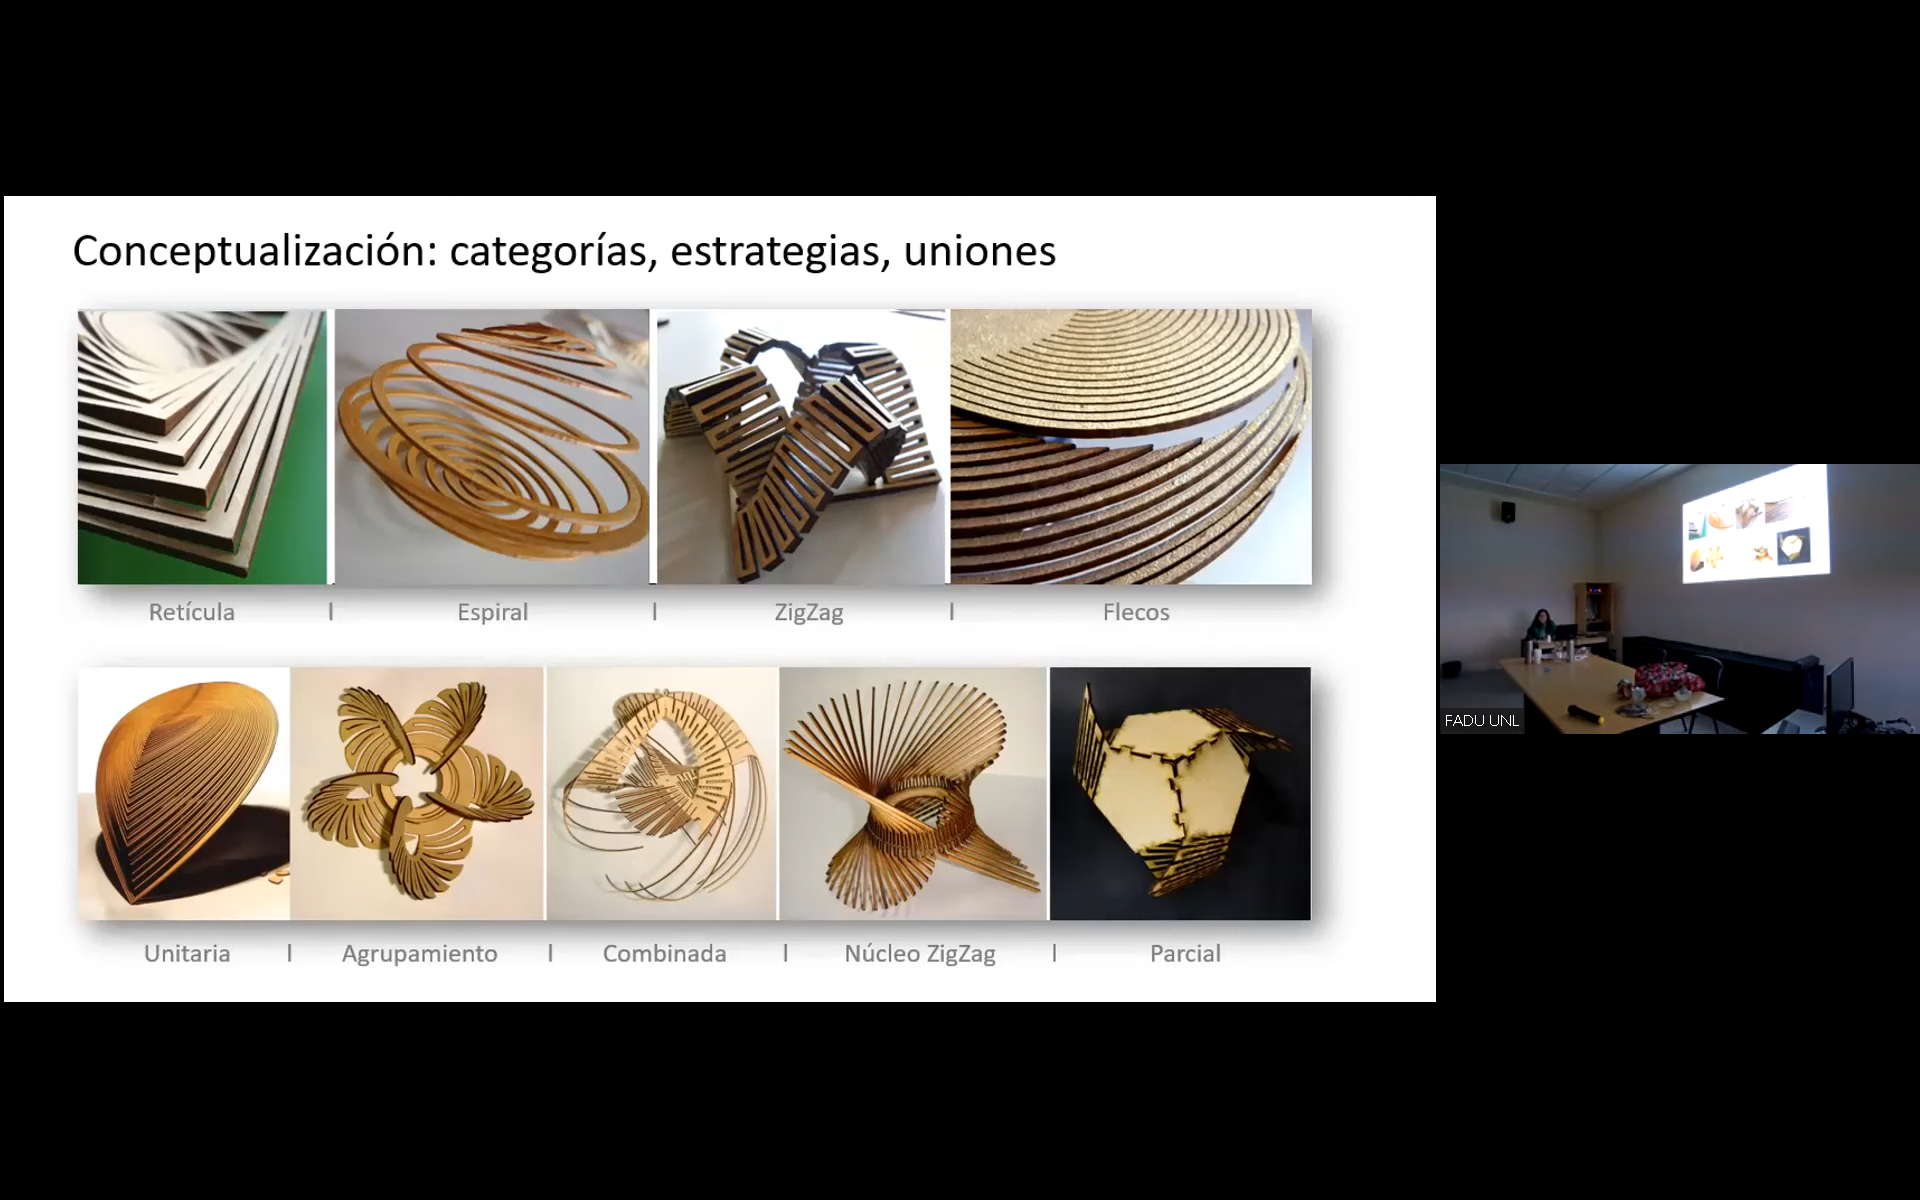 Conceptualización: categorías, estrategias, uniones
Retícula | Espiral | ZigZag | Flecos
Unitaria | Agrupamiento | Combinada | Núcleo ZigZag | Parcial
FADU UNL